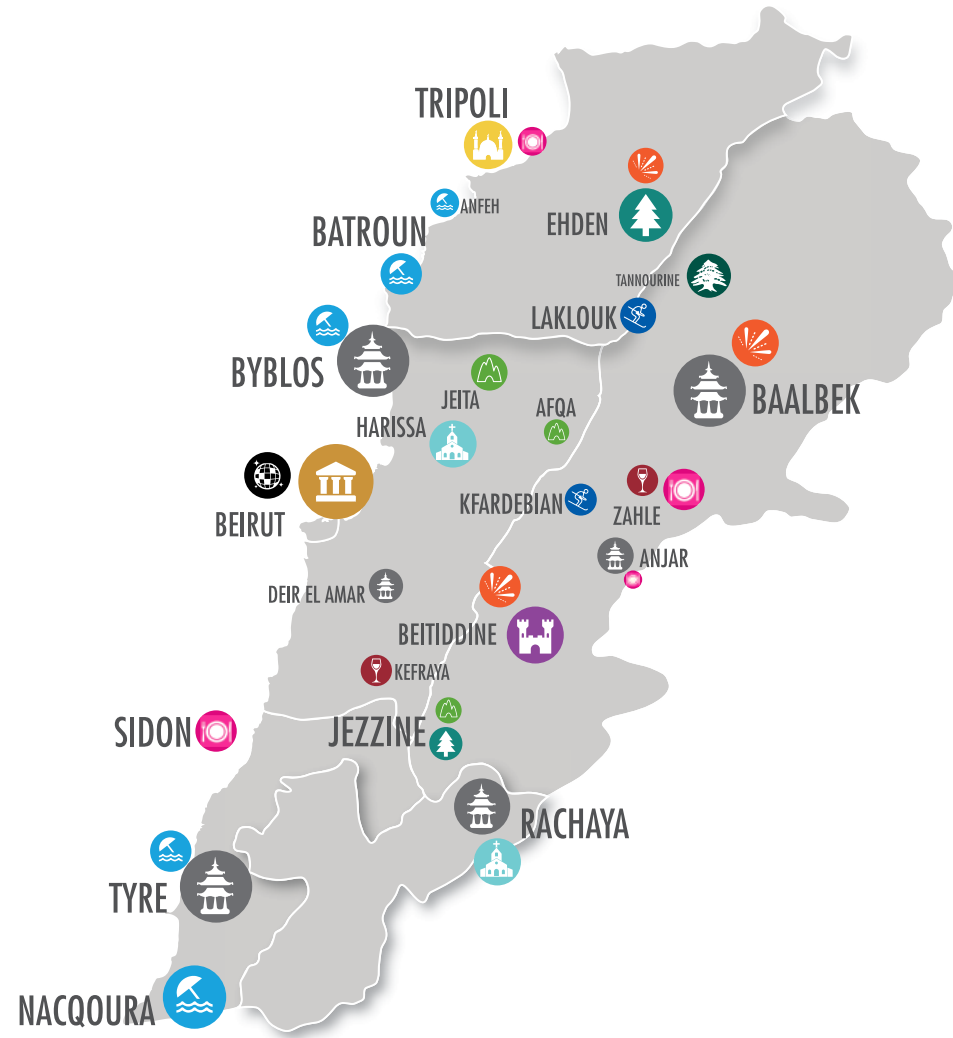 TRIPOLI
ANFEH
BATROUN
EHDEN
TANNOURINE
LAKLOUK
BYBLOS
JEITA
AFQA
BAALBEK
HARISSA
KFARDEBIAN
ZAHLE
BEIRUT
ANJAR
DEIR EL AMAR
BEITIDDINE
KEFRAYA
SIDON
JEZZINE
RACHAYA
TYRE
NACQOURA